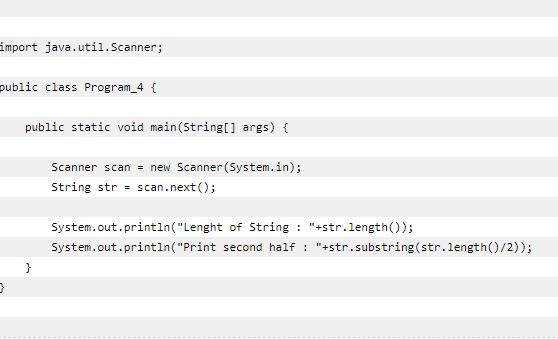 import java.util.Scanner;
public class Program_4 {
public static void main(String[] args) {
Scanner scan = new Scanner(System.in);
String str = scan.next();
System.out.println("Lenght of String : "+str.length());
System.out.println("Print second half : "+str.substring(str.length()/2));
}
}